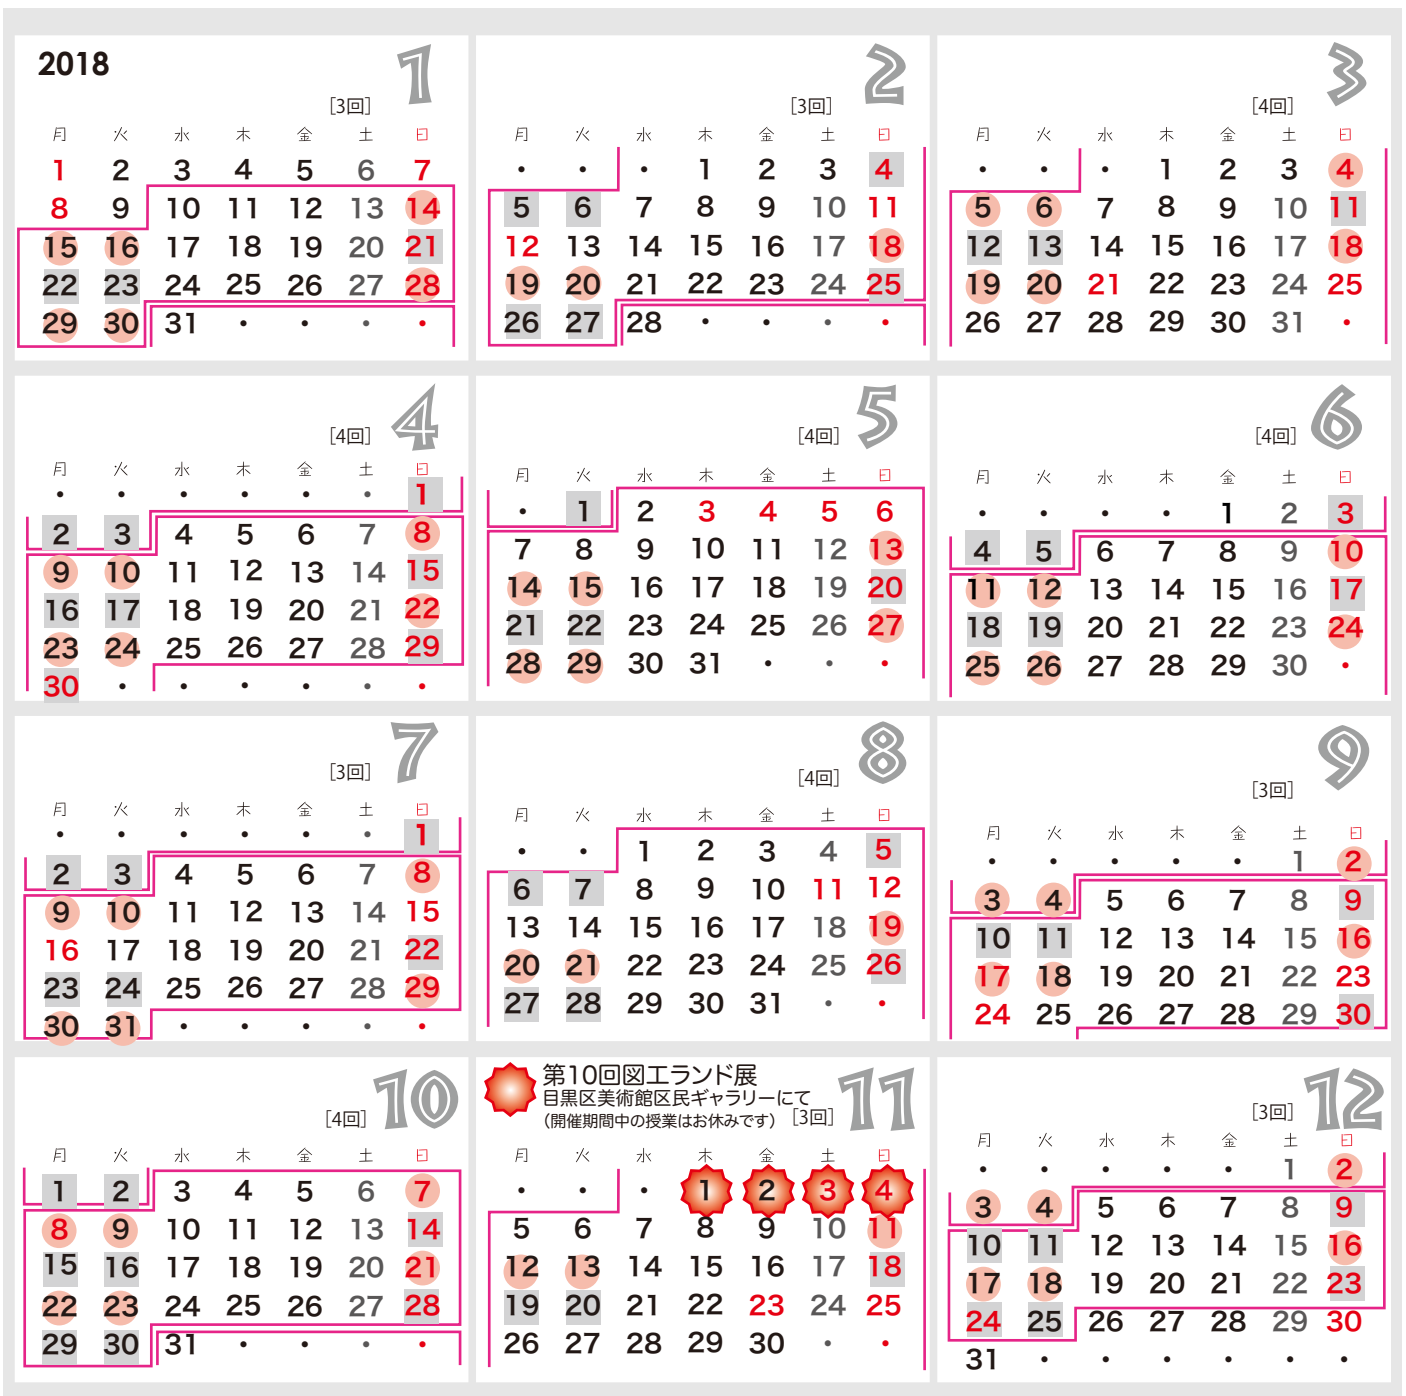 2018
1
[3回]
月 火 水 木 金 土 日
1 2 3 4 5 6 7
8 9 10 11 12 13 14
15 16 17 18 19 20 21
22 23 24 25 26 27 28
29 30 31 • • • •
2
[3回]
月 火 水 木 金 土 日
• • • 1 2 3 4
5 6 7 8 9 10 11
12 13 14 15 16 17 18
19 20 21 22 23 24 25
26 27 28 • • • •
3
[4回]
月 火 水 木 金 土 日
• • • 1 2 3 4
5 6 7 8 9 10 11
12 13 14 15 16 17 18
19 20 21 22 23 24 25
26 27 28 29 30 31 •
4
[4回]
月 火 水 木 金 土 日
• • • • • • 1
2 3 4 5 6 7 8
9 10 11 12 13 14 15
16 17 18 19 20 21 22
23 24 25 26 27 28 29
30 • • • • • •
5
[4回]
月 火 水 木 金 土 日
• 1 2 3 4 5 6
7 8 9 10 11 12 13
14 15 16 17 18 19 20
21 22 23 24 25 26 27
28 29 30 31 • • •
6
[4回]
月 火 水 木 金 土 日
• • • • 1 2 3
4 5 6 7 8 9 10
11 12 13 14 15 16 17
18 19 20 21 22 23 24
25 26 27 28 29 30 •
7
[3回]
月 火 水 木 金 土 日
• • • • • • 1
2 3 4 5 6 7 8
9 10 11 12 13 14 15
16 17 18 19 20 21 22
23 24 25 26 27 28 29
30 31 • • • • •
8
[4回]
月 火 水 木 金 土 日
• • 1 2 3 4 5
6 7 8 9 10 11 12
13 14 15 16 17 18 19
20 21 22 23 24 25 26
27 28 29 30 31 • •
9
[3回]
月 火 水 木 金 土 日
• • • • • 1 2
3 4 5 6 7 8 9
10 11 12 13 14 15 16
17 18 19 20 21 22 23
24 25 26 27 28 29 30
10
[4回]
月 火 水 木 金 土 日
1 2 3 4 5 6 7
8 9 10 11 12 13 14
15 16 17 18 19 20 21
22 23 24 25 26 27 28
29 30 31 • • • •
第10回図工ランド展
目黒区美術館区民ギャラリーにて
（開催期間中の授業はお休みです）
[3回]
11
月 火 水 木 金 土 日
• • • 1 2 3 4
5 6 7 8 9 10 11
12 13 14 15 16 17 18
19 20 21 22 23 24 25
26 27 28 29 30 • •
12
[3回]
月 火 水 木 金 土 日
• • • • • 1 2
3 4 5 6 7 8 9
10 11 12 13 14 15 16
17 18 19 20 21 22 23
24 25 26 27 28 29 30
31 • • • • • •